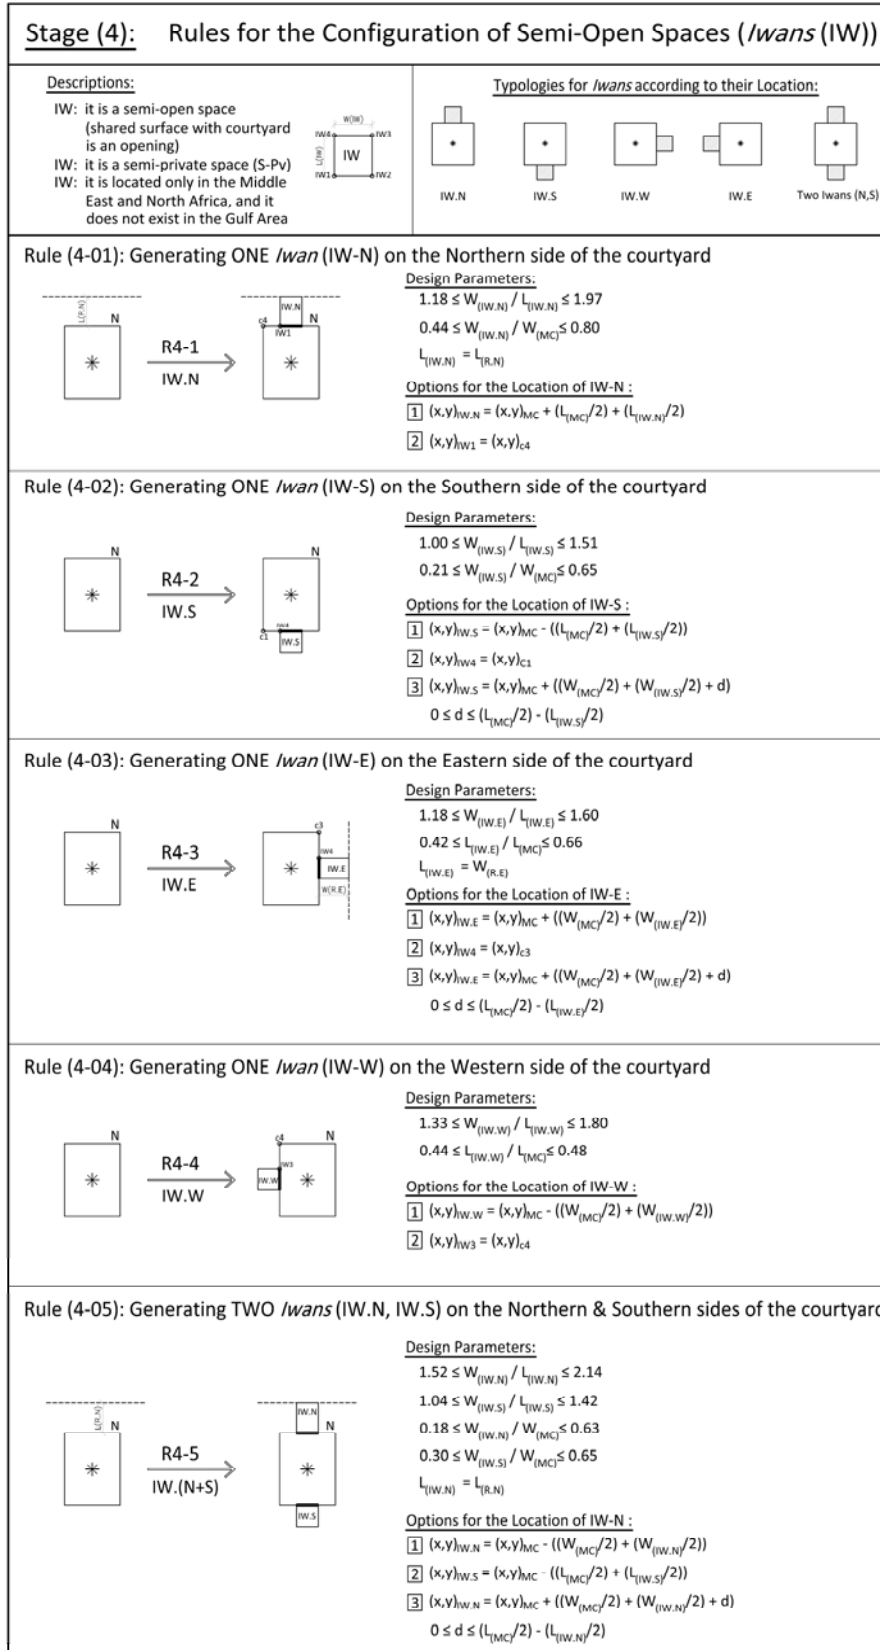 Stage (4): Rules for the Configuration of Semi-Open Spaces (Iwans (IW))
Descriptions:
IW: it is a semi-open space
(shared surface with courtyard
is an opening)
IW: it is a semi-private space (S-Pv)
IW: it is located only in the Middle
East and North Africa, and it
does not exist in the Gulf Area
W(IW)
IW4 IW3
L(IW) IW
IW1 IW2
Typologies for Iwans according to their Location:
IW.N IW.S IW.W IW.E Two Iwans (N,S)
Rule (4-01): Generating ONE Iwan (IW-N) on the Northern side of the courtyard
L(R.N) N
R4-1
IW.N
IW.N
c4 N
IW1
Design Parameters:
1.18 ≤ W(IW.N) / L(IW.N) ≤ 1.97
0.44 ≤ W(IW.N) / W(MC) ≤ 0.80
L(IW.N) = L(R.N)
Options for the Location of IW-N :
1 (x,y)IW.N = (x,y)MC + (L(MC)/2) + (L(IW.N)/2)
2 (x,y)IW1 = (x,y)c4
Rule (4-02): Generating ONE Iwan (IW-S) on the Southern side of the courtyard
N
R4-2
IW.S
N
IW4
c1 IW.S
Design Parameters:
1.00 ≤ W(IW.S) / L(IW.S) ≤ 1.51
0.21 ≤ W(IW.S) / W(MC) ≤ 0.65
Options for the Location of IW-S :
1 (x,y)IW.S = (x,y)MC - ((L(MC)/2) + (L(IW.S)/2))
2 (x,y)IW4 = (x,y)C1
3 (x,y)IW.S = (x,y)MC + ((W(MC)/2) + (W(IW.S)/2) + d)
0 ≤ d ≤ (L(MC)/2) - (L(IW.S)/2)
Rule (4-03): Generating ONE Iwan (IW-E) on the Eastern side of the courtyard
N
R4-3
IW.E
c3
IW4
IW.E
W(R.E)
Design Parameters:
1.18 ≤ W(IW.E) / L(IW.E) ≤ 1.60
0.42 ≤ L(IW.E) / L(MC) ≤ 0.66
L(IW.E) = W(R.E)
Options for the Location of IW-E :
1 (x,y)IW.E = (x,y)MC + ((W(MC)/2) + (W(IW.E)/2))
2 (x,y)IW4 = (x,y)c3
3 (x,y)IW.E = (x,y)MC + ((W(MC)/2) + (W(IW.E)/2) + d)
0 ≤ d ≤ (L(MC)/2) - (L(IW.E)/2)
Rule (4-04): Generating ONE Iwan (IW-W) on the Western side of the courtyard
N
R4-4
IW.W
c4 N
IW3
IW.W
Design Parameters:
1.33 ≤ W(IW.W) / L(IW.W) ≤ 1.80
0.44 ≤ L(IW.W) / L(MC) ≤ 0.48
Options for the Location of IW-W :
1 (x,y)IW.W = (x,y)MC - ((W(MC)/2) + (W(IW.W)/2))
2 (x,y)IW3 = (x,y)c4
Rule (4-05): Generating TWO Iwans (IW.N, IW.S) on the Northern & Southern sides of the courtyard
L(R.N) N
R4-5
IW.(N+S)
IW.N
N
IW.S
Design Parameters:
1.52 ≤ W(IW.N) / L(IW.N) ≤ 2.14
1.04 ≤ W(IW.S) / L(IW.S) ≤ 1.42
0.18 ≤ W(IW.N) / W(MC) ≤ 0.63
0.30 ≤ W(IW.S) / W(MC) ≤ 0.65
L(IW.N) = L(R.N)
Options for the Location of IW-N :
1 (x,y)IW.N = (x,y)MC - ((W(MC)/2) + (W(IW.N)/2))
2 (x,y)IW.S = (x,y)MC - ((L(MC)/2) + (L(IW.S)/2))
3 (x,y)IW.N = (x,y)MC + ((W(MC)/2) + (W(IW.N)/2) + d)
0 ≤ d ≤ (L(MC)/2) - (L(IW.N)/2)